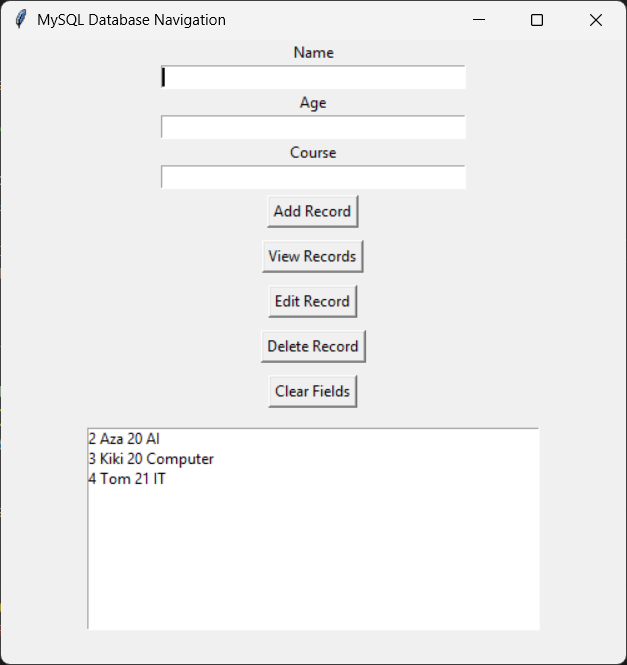 MySQL Database Navigation
Name
Age
Course
Add Record
View Records
Edit Record
Delete Record
Clear Fields
2 Aza 20 AI
3 Kiki 20 Computer
4 Tom 21 IT